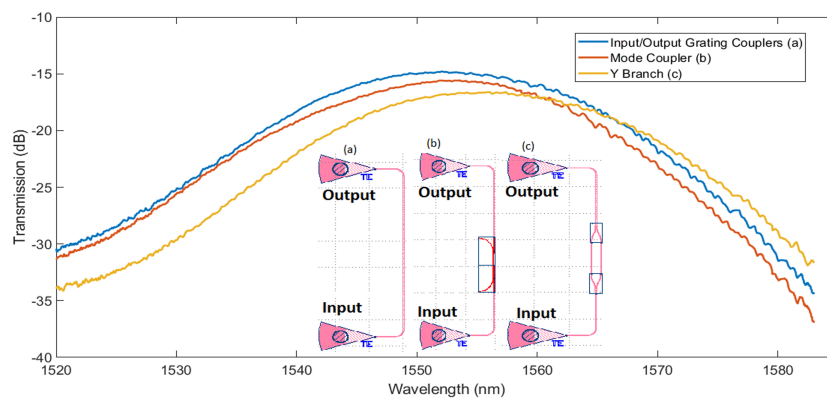 -10
-15
-20
-25
-30
-35
-40
Transmission (dB)
Input/Output Grating Couplers (a)
Mode Coupler (b)
Y Branch (c)
(a)
(b)
(c)
TE
TE
TE
Output
Output
Output
Input
Input
Input
TE
TE
TE
1520
1530
1540
1550
1560
1570
1580
Wavelength (nm)